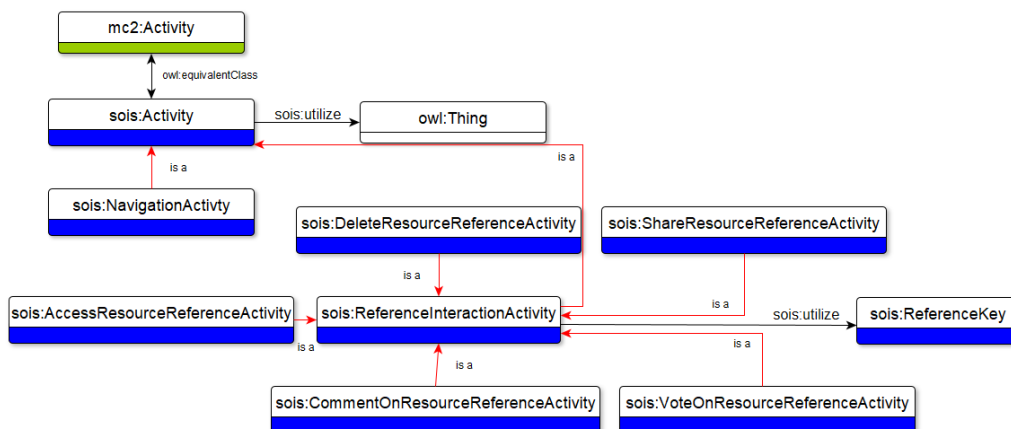 mc2:Activity
owl:equivalentClass
sois:Activity
sois:utilize
owl:Thing
is a
is a
sois:NavigationActivty
sois:DeleteResourceReferenceActivity
sois:ShareResourceReferenceActivity
is a
is a
sois:AccessResourceReferenceActivity
sois:ReferenceInteractionActivity
sois:utilize
sois:ReferenceKey
is a
is a
is a
sois:CommentOnResourceReferenceActivity
sois:VoteOnResourceReferenceActivity